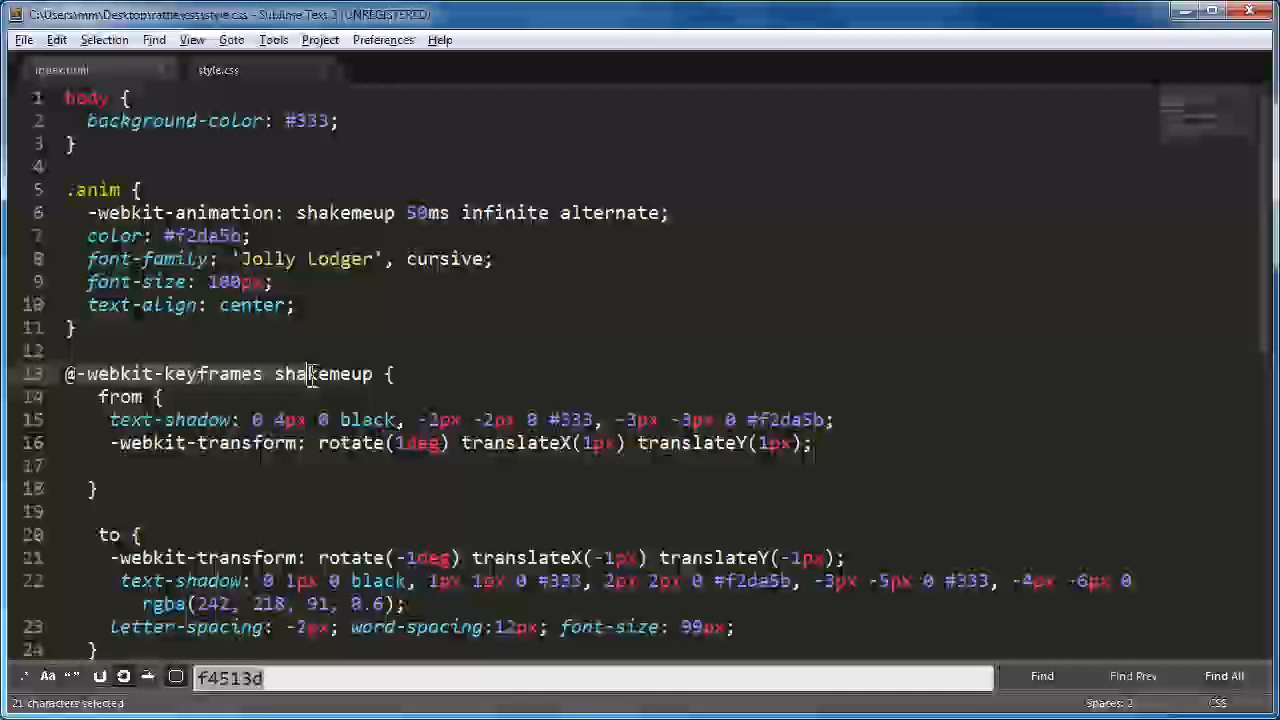 C:\Users\mm\Desktop\ratheycss\style.css - Sublime Text 2 (UNREGISTERED)
File Edit Selection Find View Goto Tools Project Preferences Help
index.html style.css
1 body {
2 background-color: #333;
3 }
4
5 .anim {
6 -webkit-animation: shakemeup 50ms infinite alternate;
7 color: #f2da5b;
8 font-family: 'Jolly Lodger', cursive;
9 font-size: 100px;
10 text-align: center;
11 }
12
13 @-webkit-keyframes shakemeup {
14 from {
15 text-shadow: 0 4px 0 black, -2px -2px 0 #333, -3px -3px 0 #f2da5b;
16 -webkit-transform: rotate(1deg) translateX(1px) translateY(1px);
17
18 }
19
20 to {
21 -webkit-transform: rotate(-1deg) translateX(-1px) translateY(-1px);
22 text-shadow: 0 1px 0 black, 1px 1px 0 #333, 2px 2px 0 #f2da5b, -3px -5px 0 #333, -4px -6px 0
rgba(242, 218, 91, 0.6);
23 letter-spacing: -2px; word-spacing:12px; font-size: 99px;
24 }
.* Aa “” f4513d Find Find Prev Find All
21 characters selected Spaces: 2 CSS